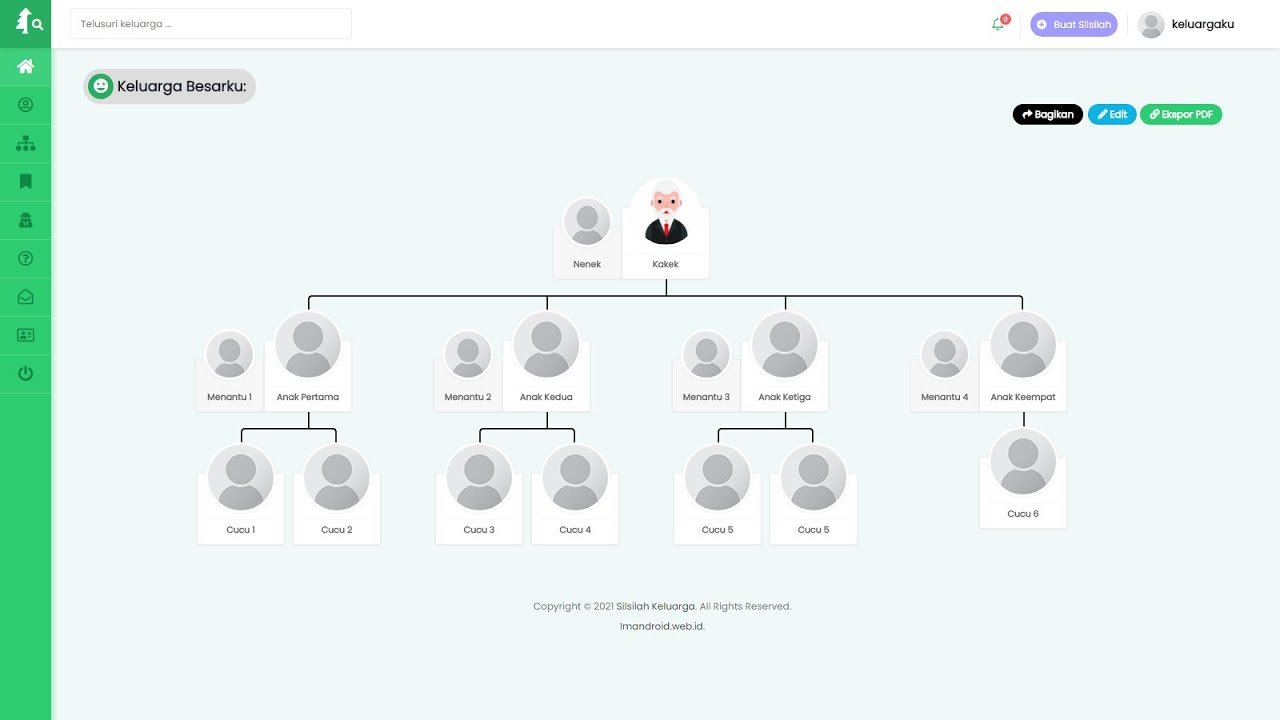 Telusuri keluarga ...
0
Buat Silsilah
keluargaku
Keluarga Besarku:
Bagikan
Edit
Ekspor PDF
Nenek
Kakek
Menantu 1
Anak Pertama
Menantu 2
Anak Kedua
Menantu 3
Anak Ketiga
Menantu 4
Anak Keempat
Cucu 1
Cucu 2
Cucu 3
Cucu 4
Cucu 5
Cucu 5
Cucu 6
Copyright © 2021 Silsilah Keluarga. All Rights Reserved.
Imandroid.web.id.